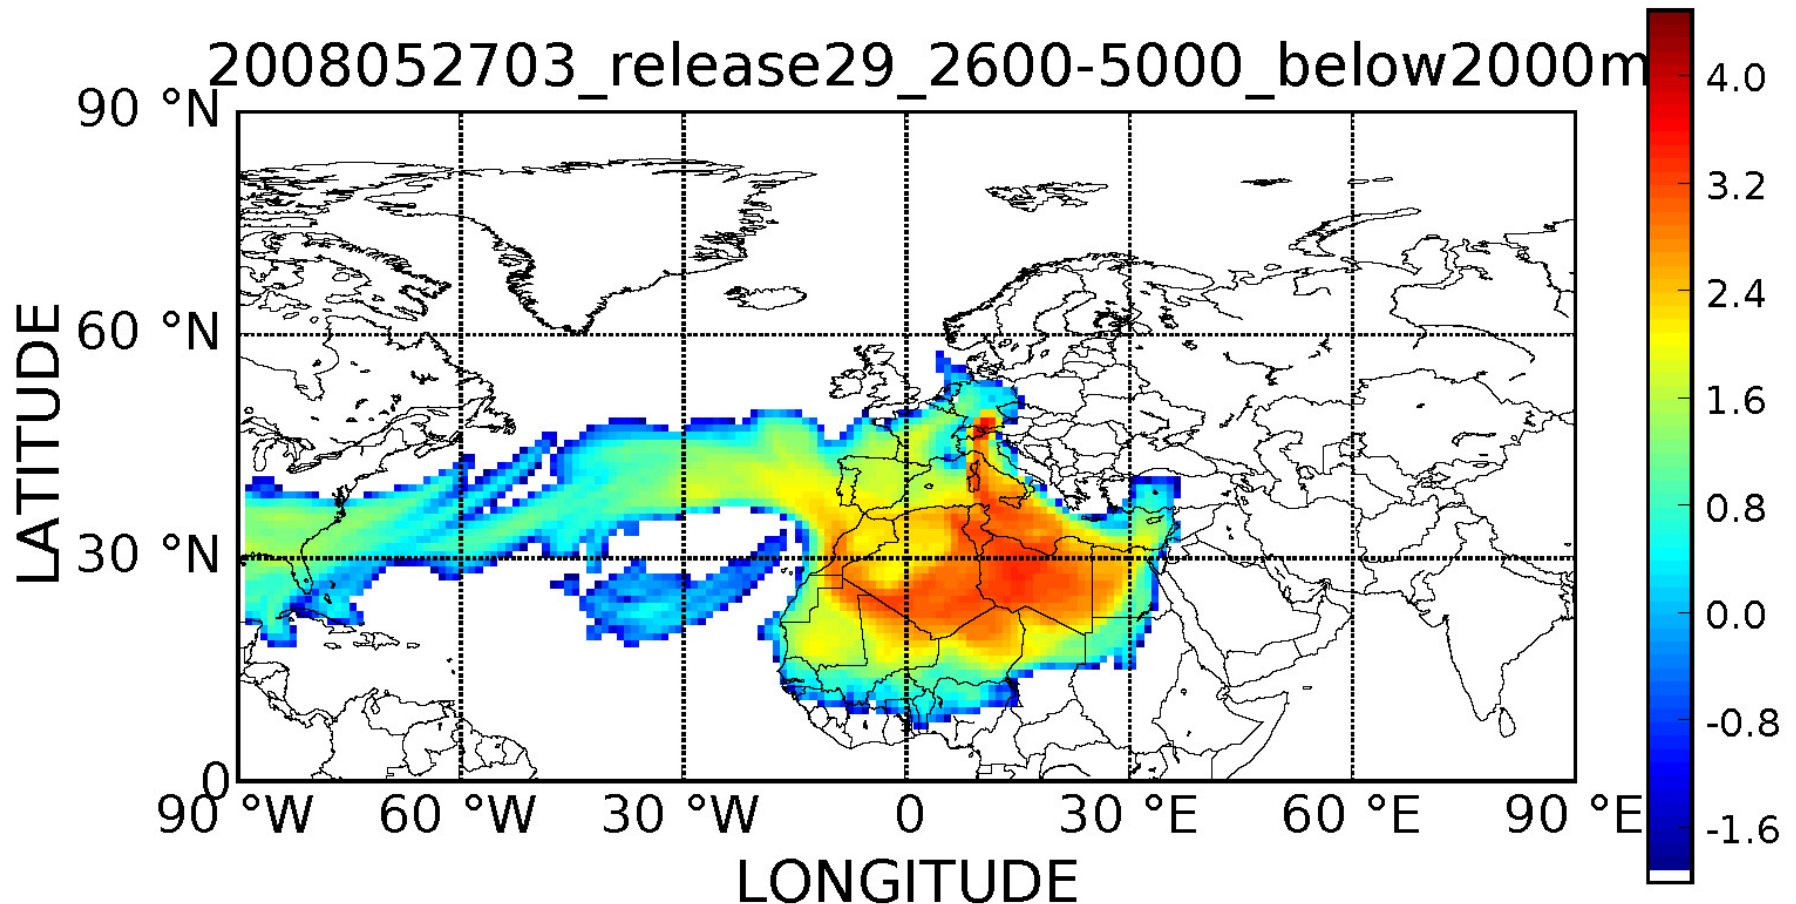 2008052703_release29_2600-5000_below2000m
90 °N
60 °N
30 °N
0
LATITUDE
90 °W
60 °W
30 °W
0
30 °E
60 °E
90 °E
LONGITUDE
4.0
3.2
2.4
1.6
0.8
0.0
-0.8
-1.6